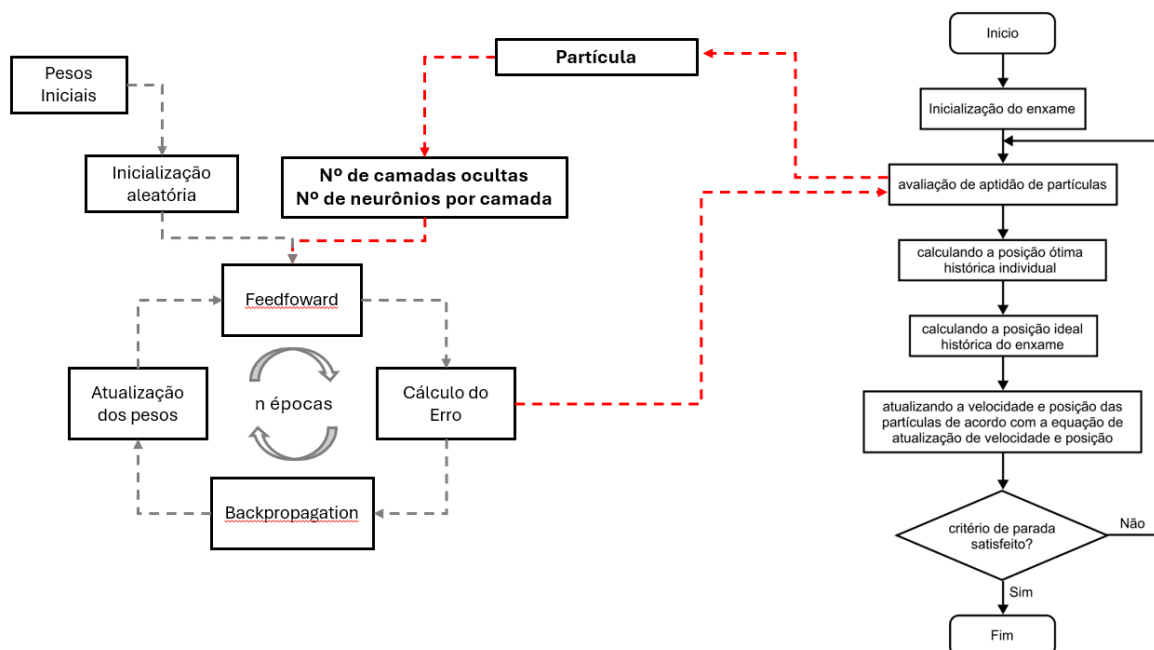 Pesos
Iniciais
Inicialização
aleatória
Partícula
Nº de camadas ocultas
Nº de neurônios por camada
Feedfoward
Atualização
dos pesos
n épocas
Cálculo do
Erro
Backpropagation
Inicio
Inicialização do enxame
avaliação de aptidão de partículas
calculando a posição ótima
histórica individual
calculando a posição ideal
histórica do enxame
atualizando a velocidade e posição das
partículas de acordo com a equação de
atualização de velocidade e posição
critério de parada
satisfeito?
Não
Sim
Fim